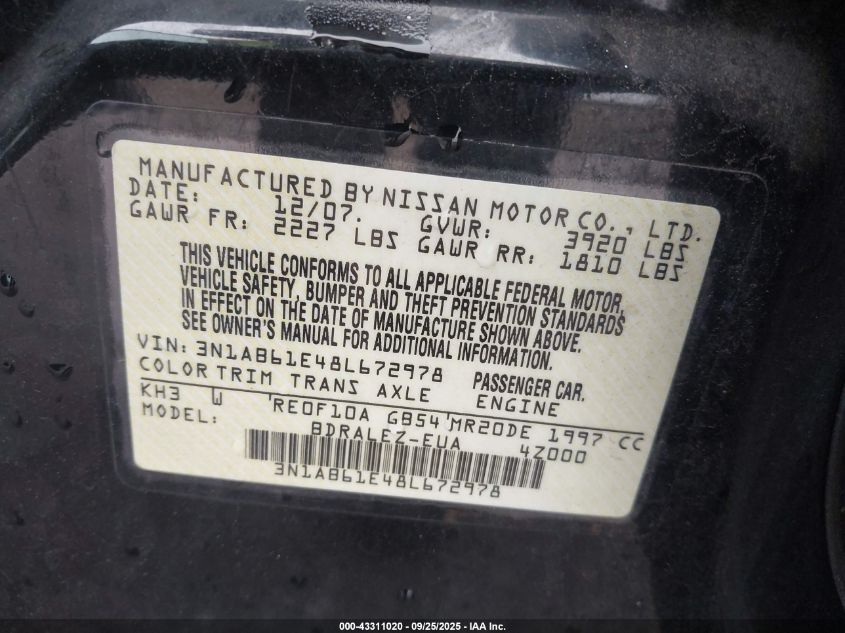 MANUFACTURED BY NISSAN MOTOR CO., LTD.
DATE: 12/07. GVWR: 3920 LBS
GAWR FR: 2227 LBS GAWR RR: 1810 LBS
THIS VEHICLE CONFORMS TO ALL APPLICABLE FEDERAL MOTOR
VEHICLE SAFETY, BUMPER AND THEFT PREVENTION STANDARDS
IN EFFECT ON THE DATE OF MANUFACTURE SHOWN ABOVE.
SEE OWNER'S MANUAL FOR ADDITIONAL INFORMATION.
VIN: 3N1AB61E48L672978 PASSENGER CAR.
COLOR TRIM TRANS AXLE ENGINE
KH3 W RE0F10A GB54 MR20DE 1997 CC
MODEL: BDRALEZ-EUA 4Z000
3N1AB61E48L672978
000-43311020 - 09/25/2025 - IAA Inc.